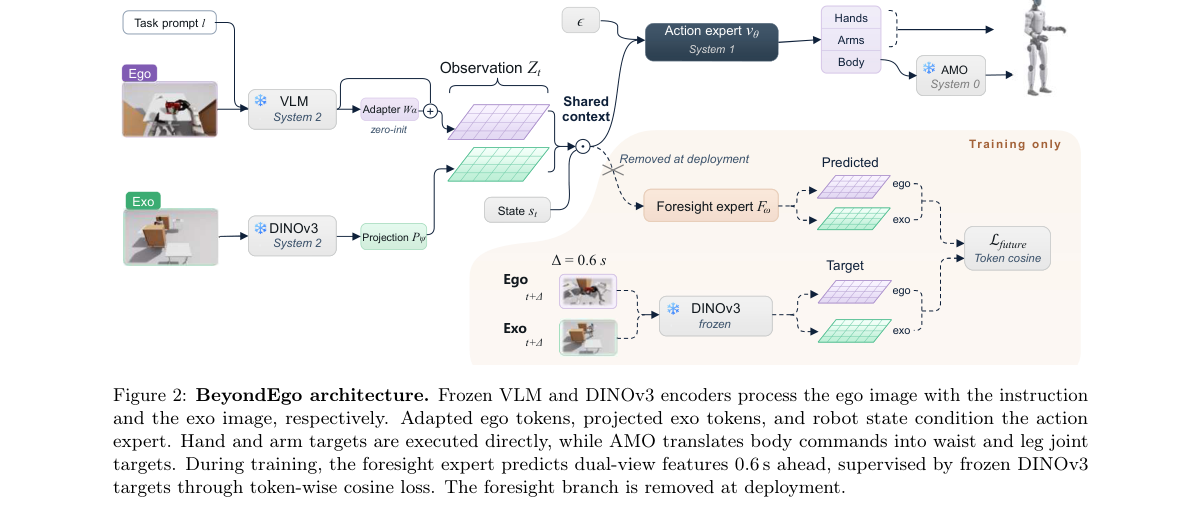 Task prompt l
Ego
VLM
System 2
Adapter Wα
zero-init
+
Observation Zt
Shared
context
ϵ
Action expert vθ
System 1
Hands
Arms
Body
AMO
System 0
Exo
DINOv3
System 2
Projection Pψ
State st
Training only
Removed at deployment
Foresight expert Fω
Predicted
ego
exo
Lfuture
Token cosine
Δ = 0.6 s
Ego
t+Δ
Exo
t+Δ
DINOv3
frozen
Target
ego
exo
Figure 2: BeyondEgo architecture. Frozen VLM and DINOv3 encoders process the ego image with the instruction
and the exo image, respectively. Adapted ego tokens, projected exo tokens, and robot state condition the action
expert. Hand and arm targets are executed directly, while AMO translates body commands into waist and leg joint
targets. During training, the foresight expert predicts dual-view features 0.6 s ahead, supervised by frozen DINOv3
targets through token-wise cosine loss. The foresight branch is removed at deployment.